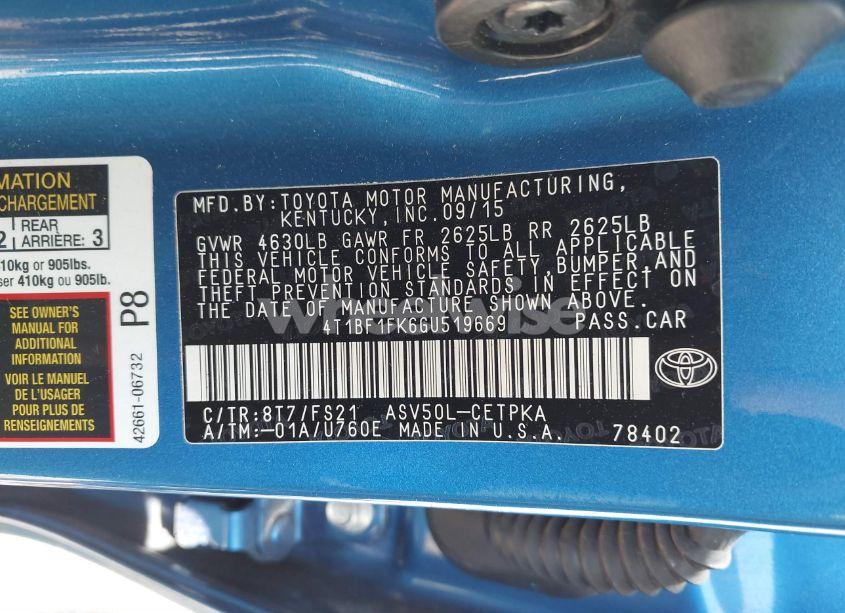 MATION
CHARGEMENT
2 REAR
ARRIÈRE: 3
10kg or 905lbs.
ser 410kg ou 905lb.
SEE OWNER'S
MANUAL FOR
ADDITIONAL
INFORMATION
VOIR LE MANUEL
DE L'USAGER
POUR PLUS DE
RENSEIGNEMENTS
P8
42661-06732
MFD.BY:TOYOTA MOTOR MANUFACTURING,
KENTUCKY,INC.09/15
GVWR 4630LB GAWR FR 2625LB RR 2625LB
THIS VEHICLE CONFORMS TO ALL APPLICABLE
FEDERAL MOTOR VEHICLE SAFETY,BUMPER,AND
THEFT PREVENTION STANDARDS IN EFFECT ON
THE DATE OF MANUFACTURE SHOWN ABOVE.
4T1BF1FK6GU519669 PASS.CAR
C/TR:8T7/FS21 ASV50L-CETPKA
A/TM:-01A/U760E MADE IN U.S.A. 78402